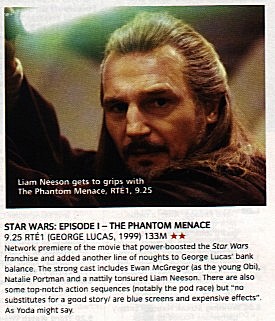 Liam Neeson gets to grips with
The Phantom Menace, RTE1, 9.25
STAR WARS: EPISODE I – THE PHANTOM MENACE
9.25 RTÉ1 (GEORGE LUCAS, 1999) 133M ★★
Network premiere of the movie that power-boosted the Star Wars
franchise and added another line of noughts to George Lucas' bank
balance. The strong cast includes Ewan McGregor (as the young Obi),
Natalie Portman and a nattily tonsured Liam Neeson. There are also
some top-notch action sequences (notably the pod race) but "no
substitutes for a good story/ are blue screens and expensive effects".
As Yoda might say.